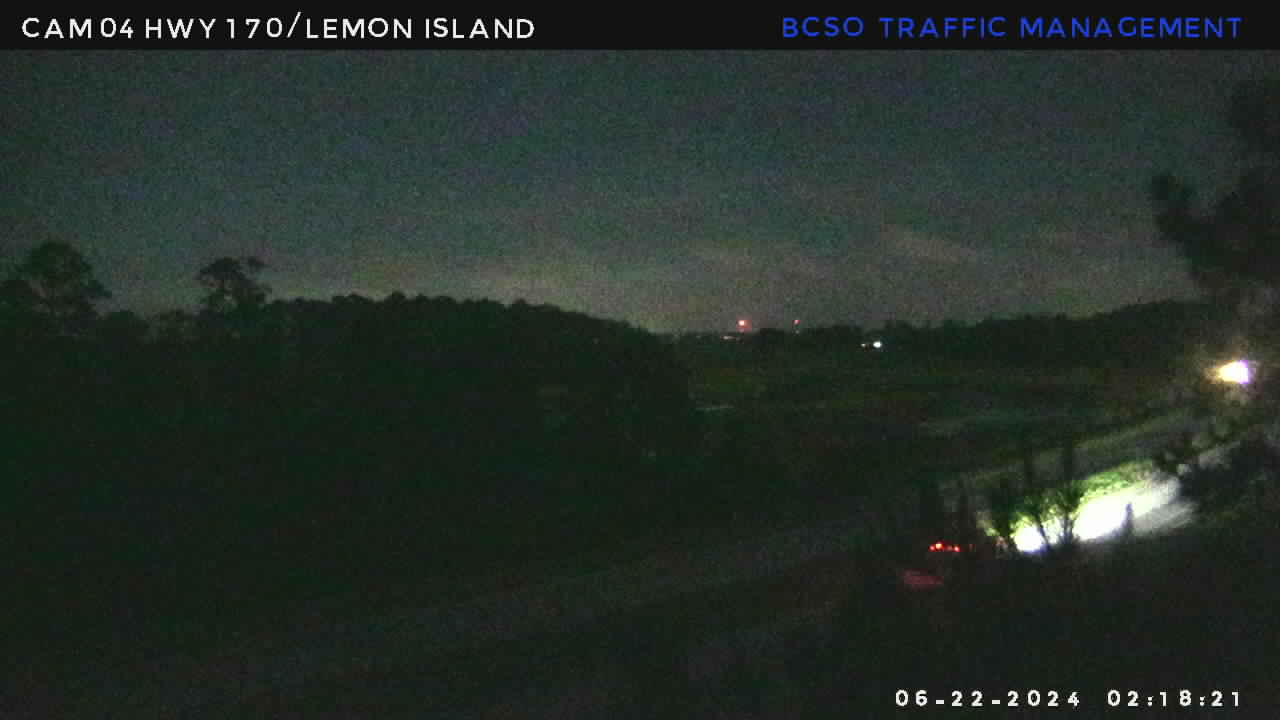 CAM04 HWY 170/LEMON ISLAND
BCSO TRAFFIC MANAGEMENT
06-22-2024 02:18:21